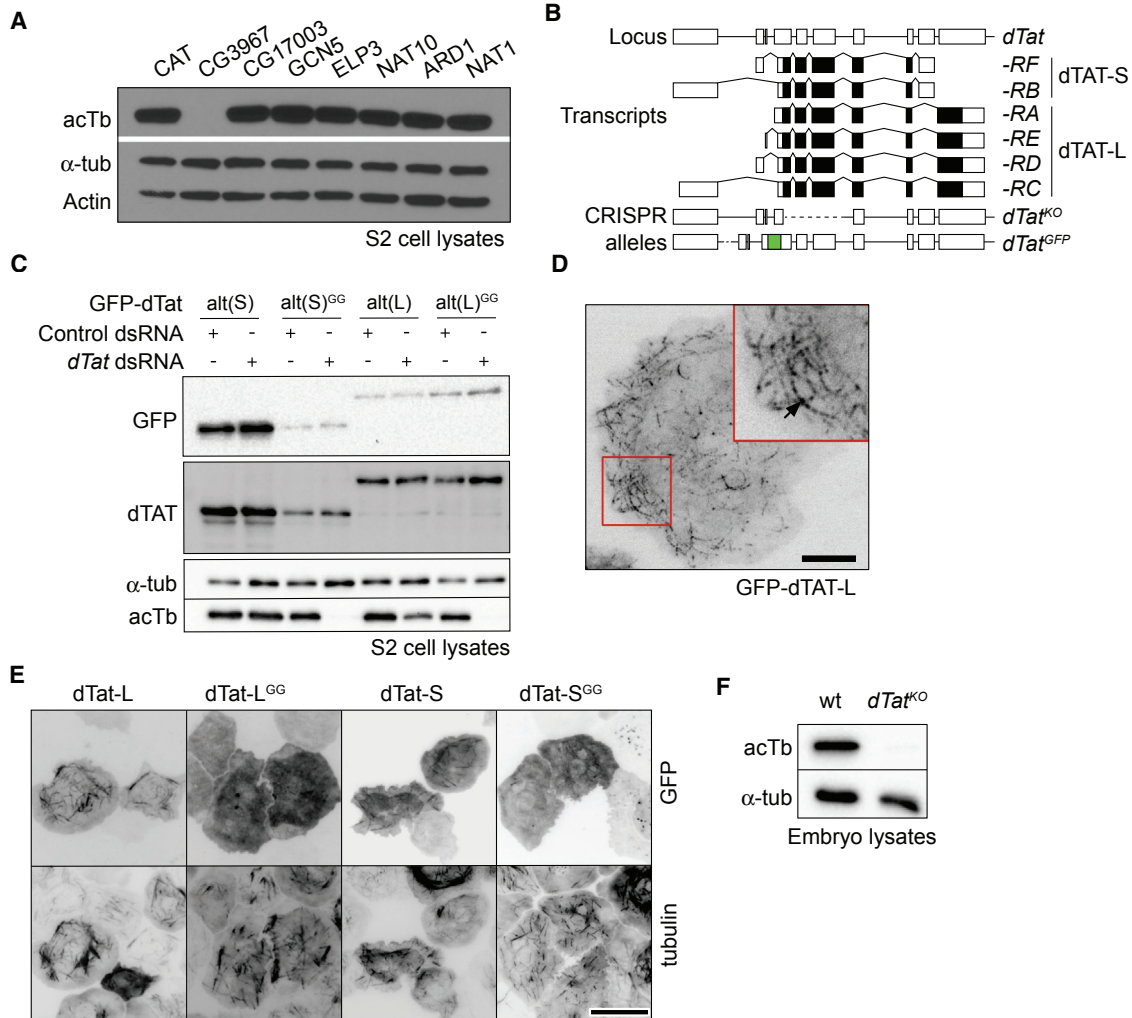 A
CAT CG3967 CG17003 GCN5 ELP3 NAT10 ARD1 NAT1
acTb
α-tub
Actin
S2 cell lysates
B
Locus dTat
-RF
-RB
dTAT-S
Transcripts
-RA
-RE
-RD
-RC
dTAT-L
CRISPR alleles
dTat^KO
dTat^GFP
C
GFP-dTat alt(S) alt(S)^GG alt(L) alt(L)^GG
Control dsRNA + - + - + - + -
dTat dsRNA - + - + - + - +
GFP
dTAT
α-tub
acTb
S2 cell lysates
D
GFP-dTAT-L
E
dTat-L dTat-L^GG dTat-S dTat-S^GG
GFP
tubulin
F
wt dTat^KO
acTb
α-tub
Embryo lysates